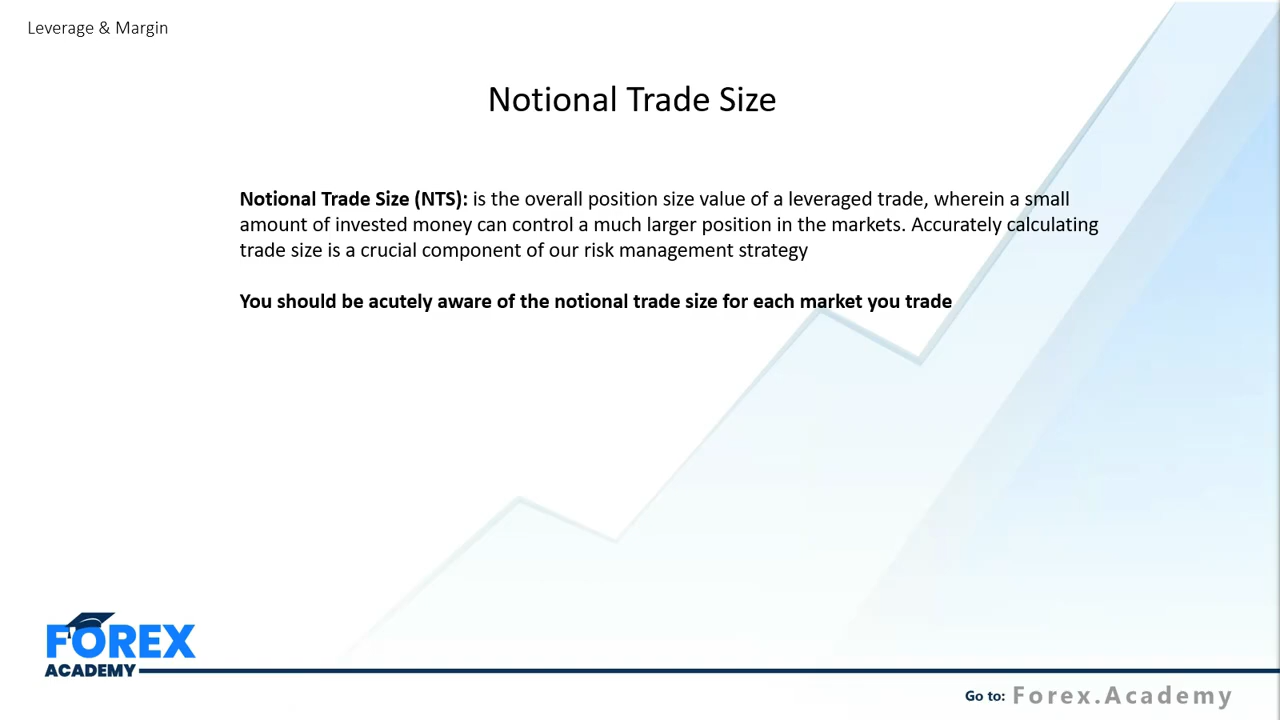 Leverage & Margin
Notional Trade Size
Notional Trade Size (NTS): is the overall position size value of a leveraged trade, wherein a small
amount of invested money can control a much larger position in the markets. Accurately calculating
trade size is a crucial component of our risk management strategy
You should be acutely aware of the notional trade size for each market you trade
FOREX
ACADEMY
Go to: Forex.Academy